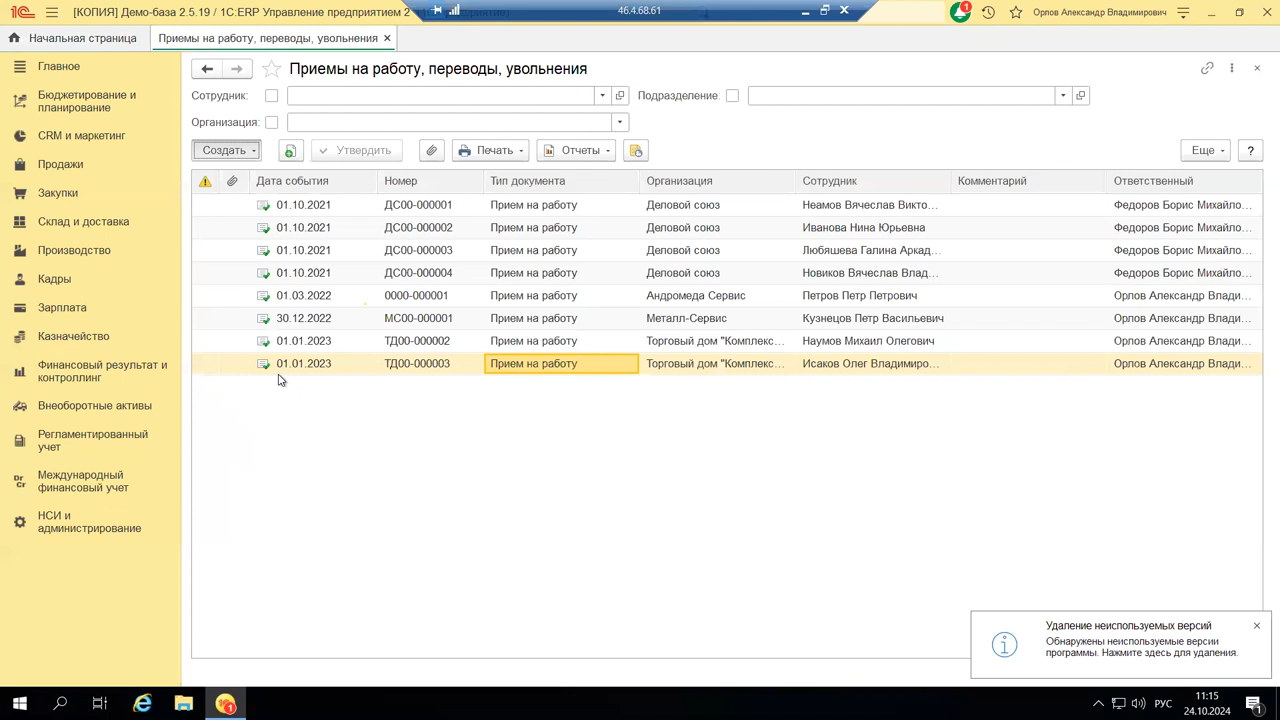 [КОПИЯ] Демо-база 2.5.19 / 1С:ERP Управление предприятием 2
46.4.68.61
1
Орлов Александр Владимирович
Начальная страница
Приемы на работу, переводы, увольнения
Главное
Бюджетирование и
планирование
CRM и маркетинг
Продажи
Закупки
Склад и доставка
Производство
Кадры
Зарплата
Казначейство
Финансовый результат и
контроллинг
Внеоборотные активы
Регламентированный
учет
Международный
финансовый учет
НСИ и
администрирование
Приемы на работу, переводы, увольнения
Сотрудник:
Подразделение:
Организация:
Создать
Утвердить
Печать
Отчеты
Еще
?
Дата события Номер Тип документа Организация Сотрудник Комментарий Ответственный
01.10.2021 ДС00-000001 Прием на работу Деловой союз Неамов Вячеслав Викто... Федоров Борис Михайло...
01.10.2021 ДС00-000002 Прием на работу Деловой союз Иванова Нина Юрьевна Федоров Борис Михайло...
01.10.2021 ДС00-000003 Прием на работу Деловой союз Любяшева Галина Аркад... Федоров Борис Михайло...
01.10.2021 ДС00-000004 Прием на работу Деловой союз Новиков Вячеслав Влад... Федоров Борис Михайло...
01.03.2022 0000-000001 Прием на работу Андромеда Сервис Петров Петр Петрович Орлов Александр Влади...
30.12.2022 МС00-000001 Прием на работу Металл-Сервис Кузнецов Петр Васильевич Орлов Александр Влади...
01.01.2023 ТД00-000002 Прием на работу Торговый дом "Комплекс... Наумов Михаил Олегович Орлов Александр Влади...
01.01.2023 ТД00-000003 Прием на работу Торговый дом "Комплекс... Исаков Олег Владимиро... Орлов Александр Влади...
Удаление неиспользуемых версий
Обнаружены неиспользуемые версии
программы. Нажмите здесь для удаления.
1
РУС
11:15
24.10.2024
1